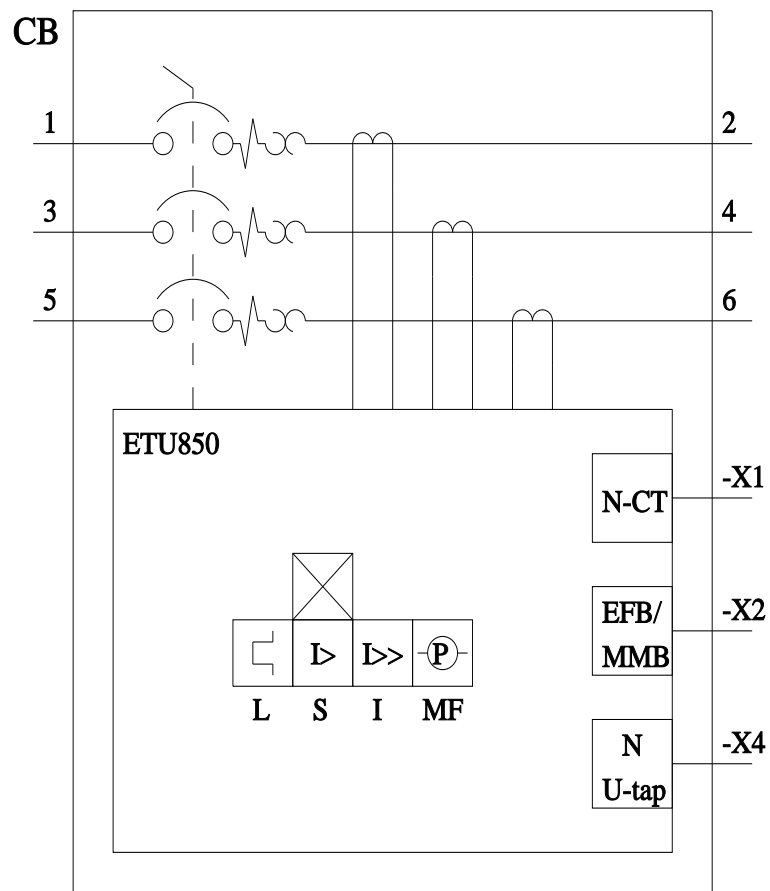 CB
1 2
3 4
5 6
ETU850
-X1
N-CT
-X2
EFB/
MMB
I> I>> P
L S I MF
-X4
N
U-tap